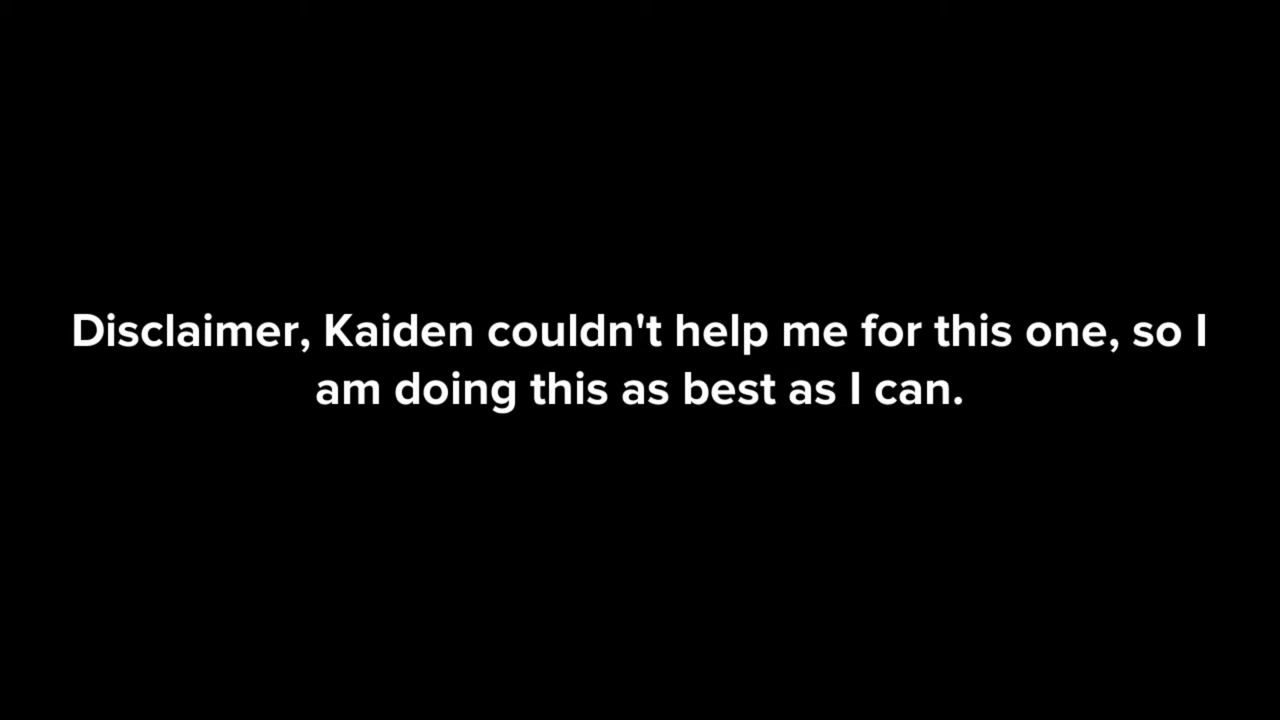 Disclaimer, Kaiden couldn't help me for this one, so I
am doing this as best as I can.